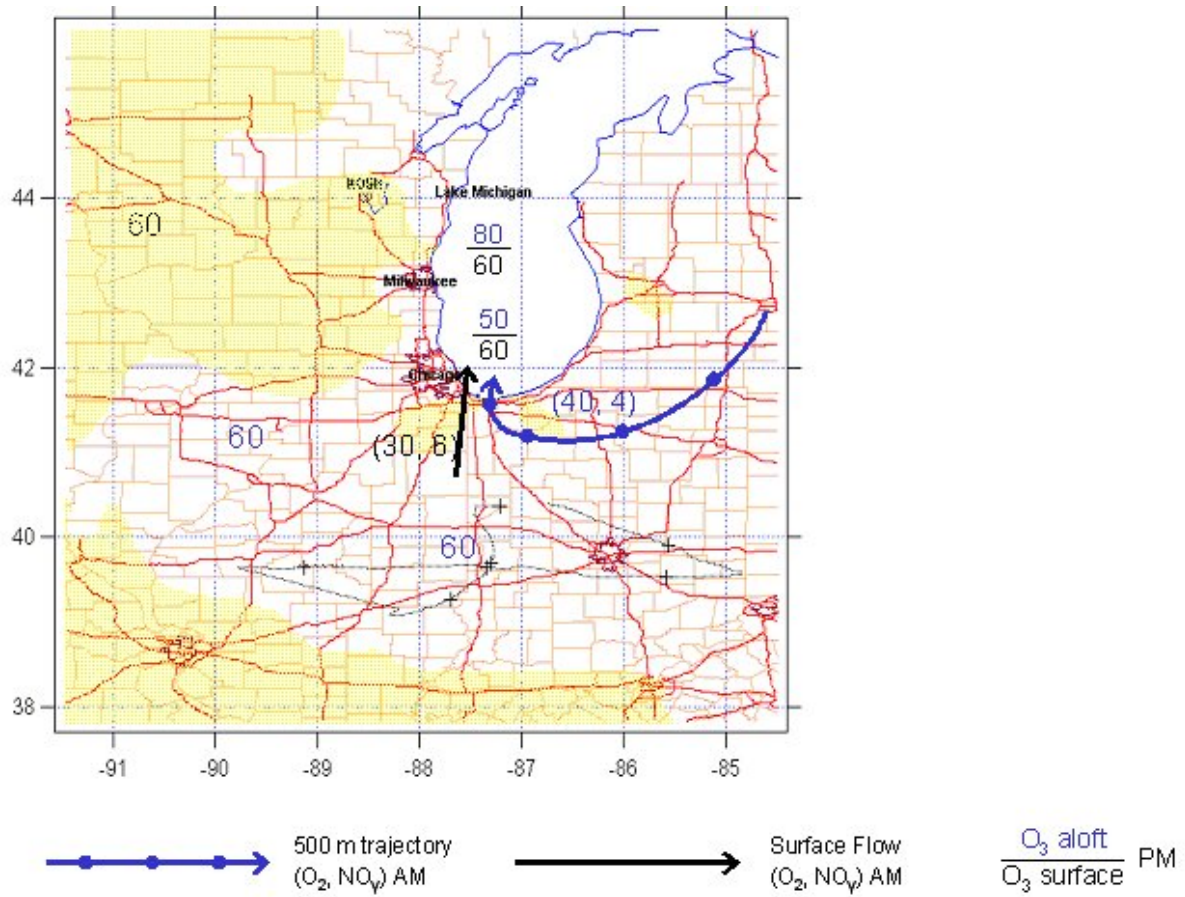 44
KOSH
Lake Michigan
60
80
60
Milwaukee
50
60
42
Chicago
(40, 4)
60
(30, 6)
40
60
38
-91 -90 -89 -88 -87 -86 -85
500 m trajectory
(O2, NOy) AM
Surface Flow
(O2, NOy) AM
O3 aloft
O3 surface
PM